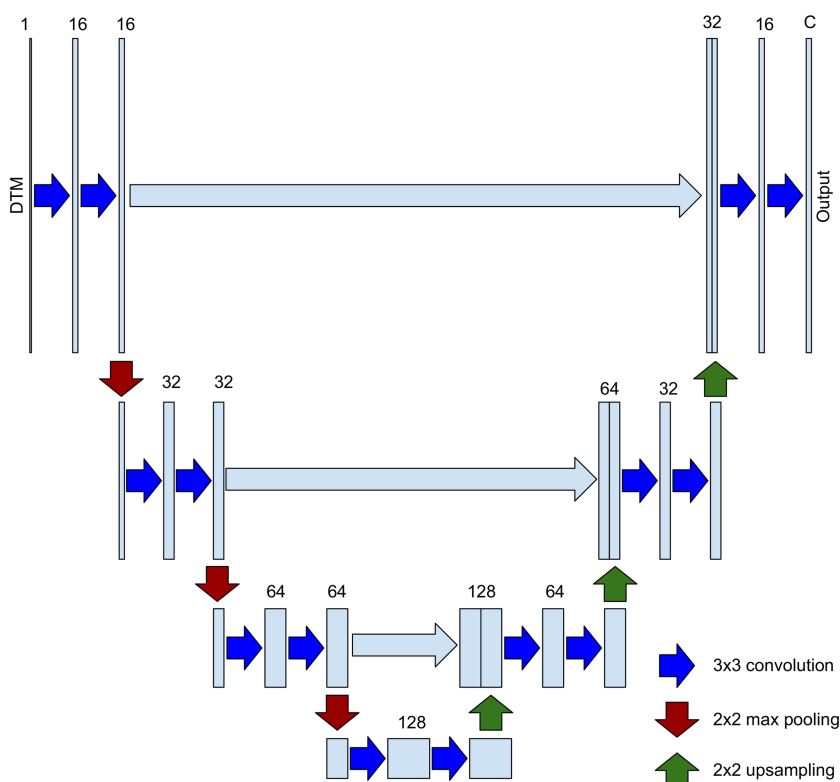 1 16 16 32 16 C
DTM
Output
32 32 64 32
64 64 128 64
128
3x3 convolution
2x2 max pooling
2x2 upsampling